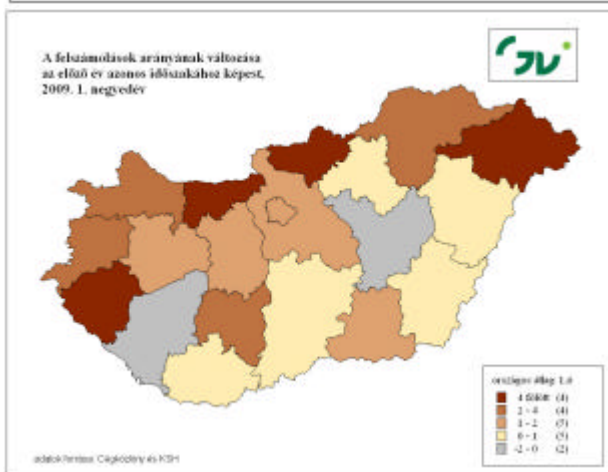 A felszámolások arányának változása
az előző év azonos időszakához képest,
2009. 1. negyedév
országos átlag: 1.6
4 fölött (4)
2 - 4 (4)
1 - 2 (5)
0 - 1 (5)
-2 - 0 (2)
adatok forrása: Cégközlöny és KSH